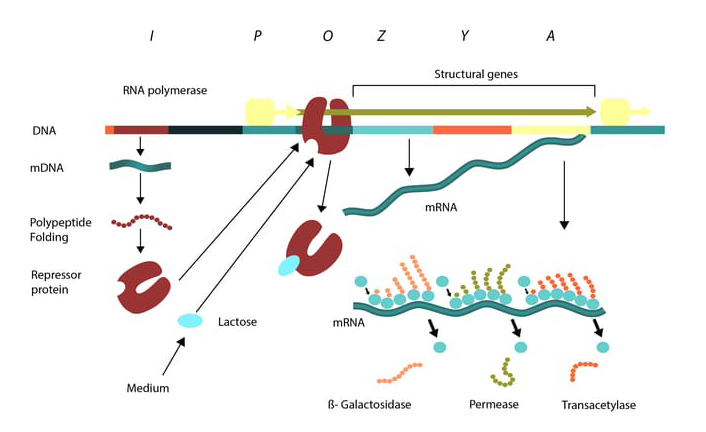 I P O Z Y A
Structural genes
RNA polymerase
DNA
mDNA
mRNA
Polypeptide
Folding
Repressor
protein
Lactose
mRNA
Medium
ß- Galactosidase
Permease
Transacetylase